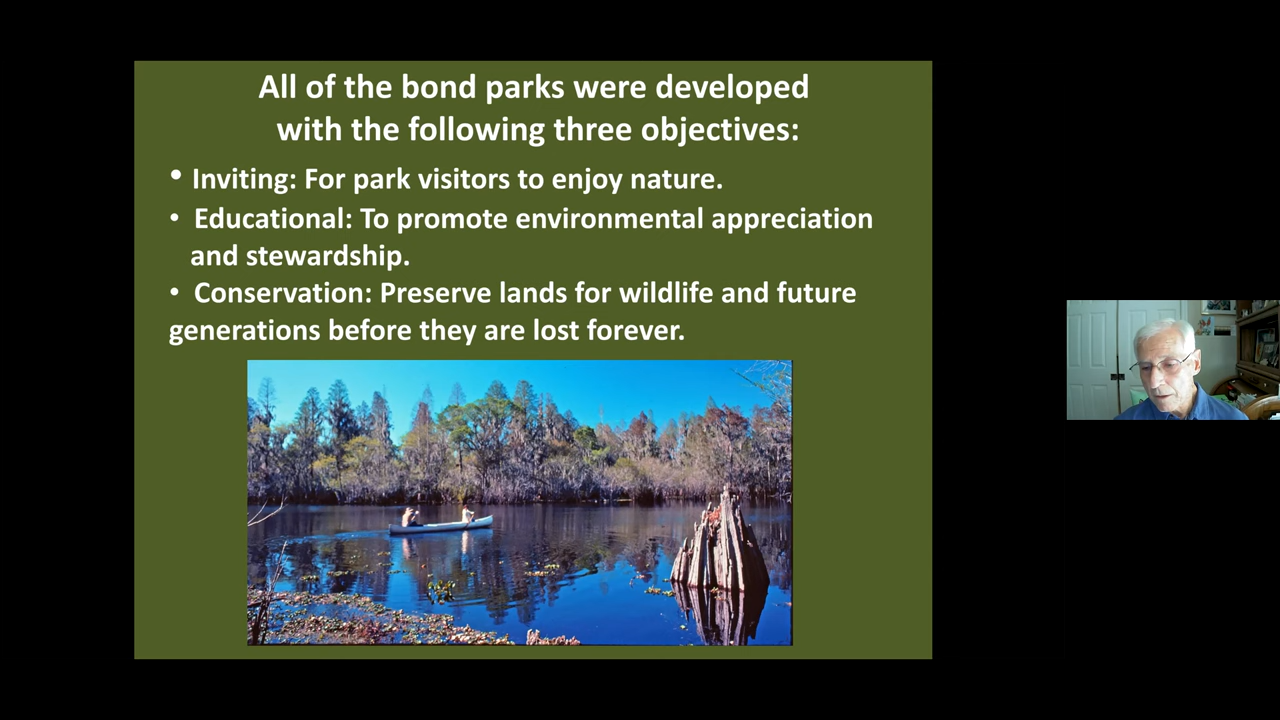 All of the bond parks were developed
with the following three objectives:
• Inviting: For park visitors to enjoy nature.
• Educational: To promote environmental appreciation
and stewardship.
• Conservation: Preserve lands for wildlife and future
generations before they are lost forever.